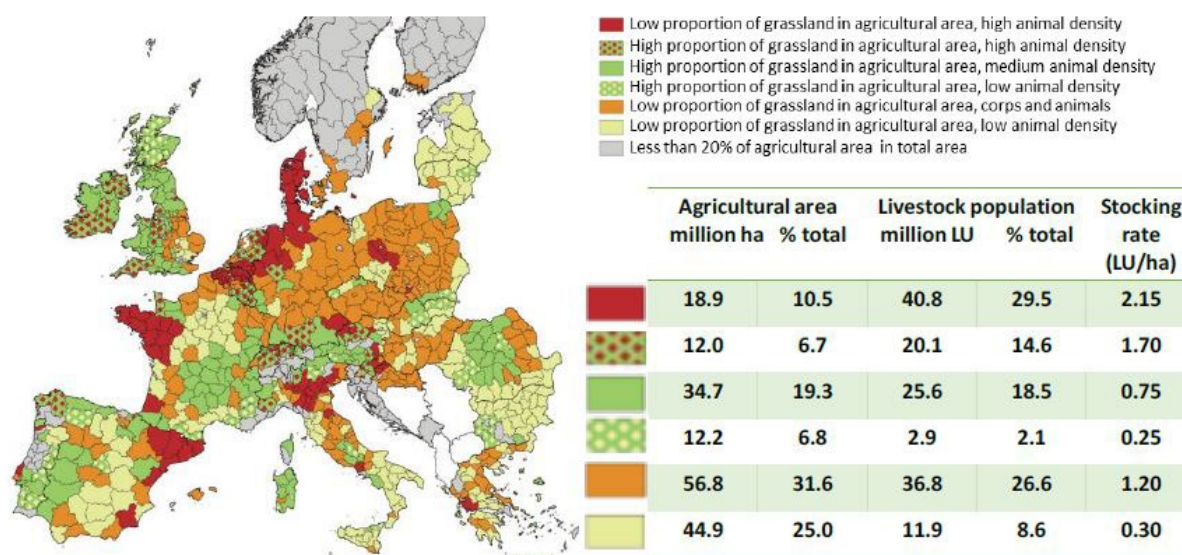 Low proportion of grassland in agricultural area, high animal density
High proportion of grassland in agricultural area, high animal density
High proportion of grassland in agricultural area, medium animal density
High proportion of grassland in agricultural area, low animal density
Low proportion of grassland in agricultural area, corps and animals
Low proportion of grassland in agricultural area, low animal density
Less than 20% of agricultural area in total area
Agricultural area Livestock population Stocking
million ha % total million LU % total rate
(LU/ha)
18.9 10.5 40.8 29.5 2.15
12.0 6.7 20.1 14.6 1.70
34.7 19.3 25.6 18.5 0.75
12.2 6.8 2.9 2.1 0.25
56.8 31.6 36.8 26.6 1.20
44.9 25.0 11.9 8.6 0.30